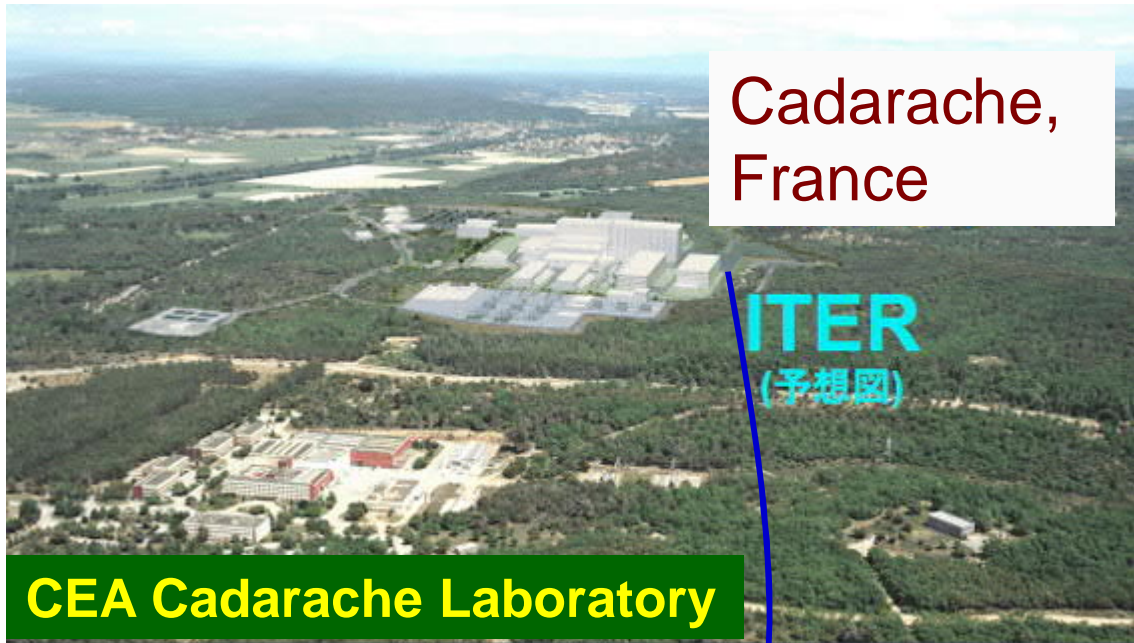 Cadarache,
France
ITER
(予想図)
CEA Cadarache Laboratory